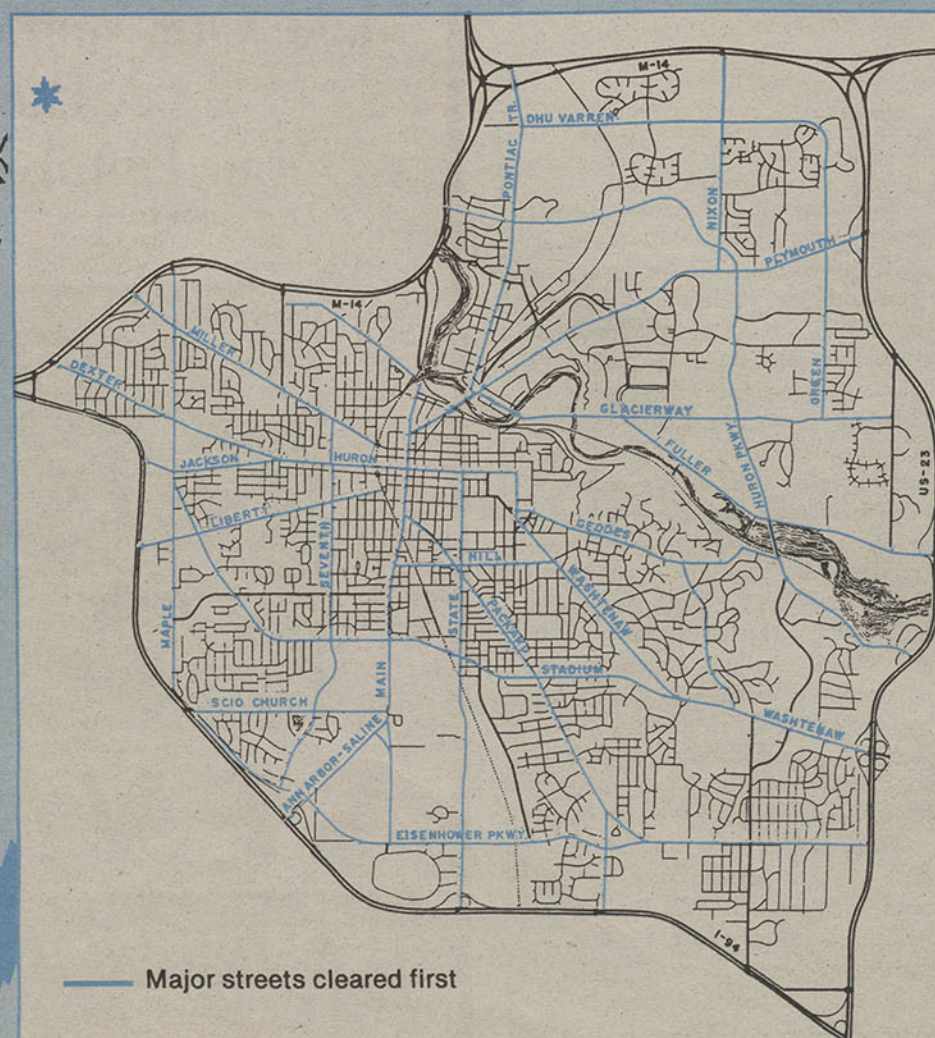 M-14
DHU VARREN
PONTIAC TR.
NIXON
PLYMOUTH
M-14
MILLER
DEXTER
GREEN
GLACIERWAY
HURON PKWY.
FULLER
US-23
JACKSON
HURON
LIBERTY
SEVENTH
GEDDES
HILL
WASHTENAW
MAPLE
STATE
PACKARD
STADIUM
MAIN
SCIO CHURCH
WASHTENAW
ANN ARBOR-SALINE
EISENHOWER PKWY.
I-94
Major streets cleared first